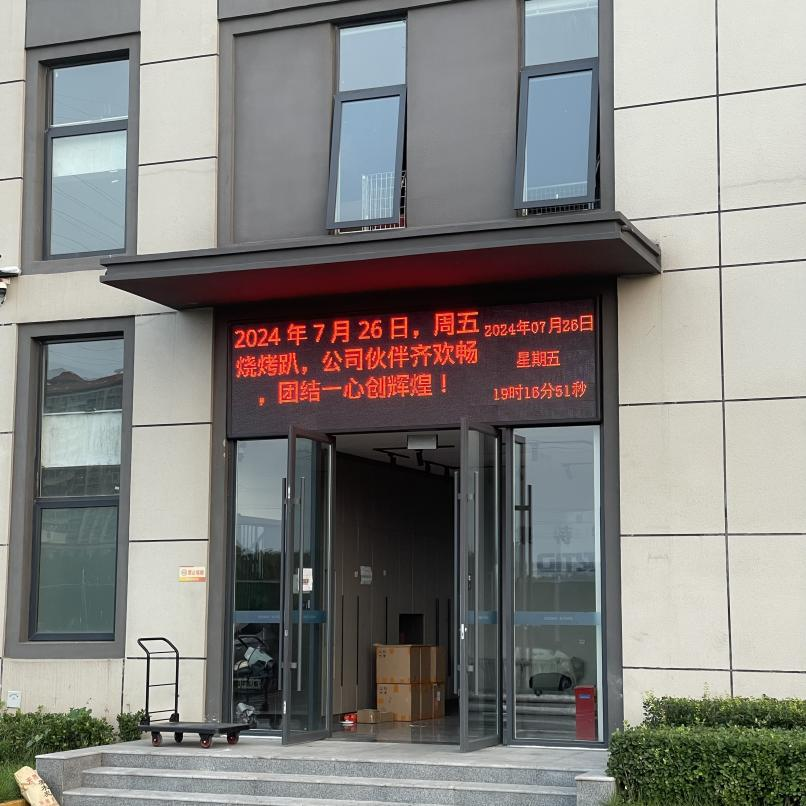 2024 年 7 月 26 日，周五
烧烤趴，公司伙伴齐欢畅
，团结一心创辉煌！
2024年07月26日
星期五
19时16分51秒